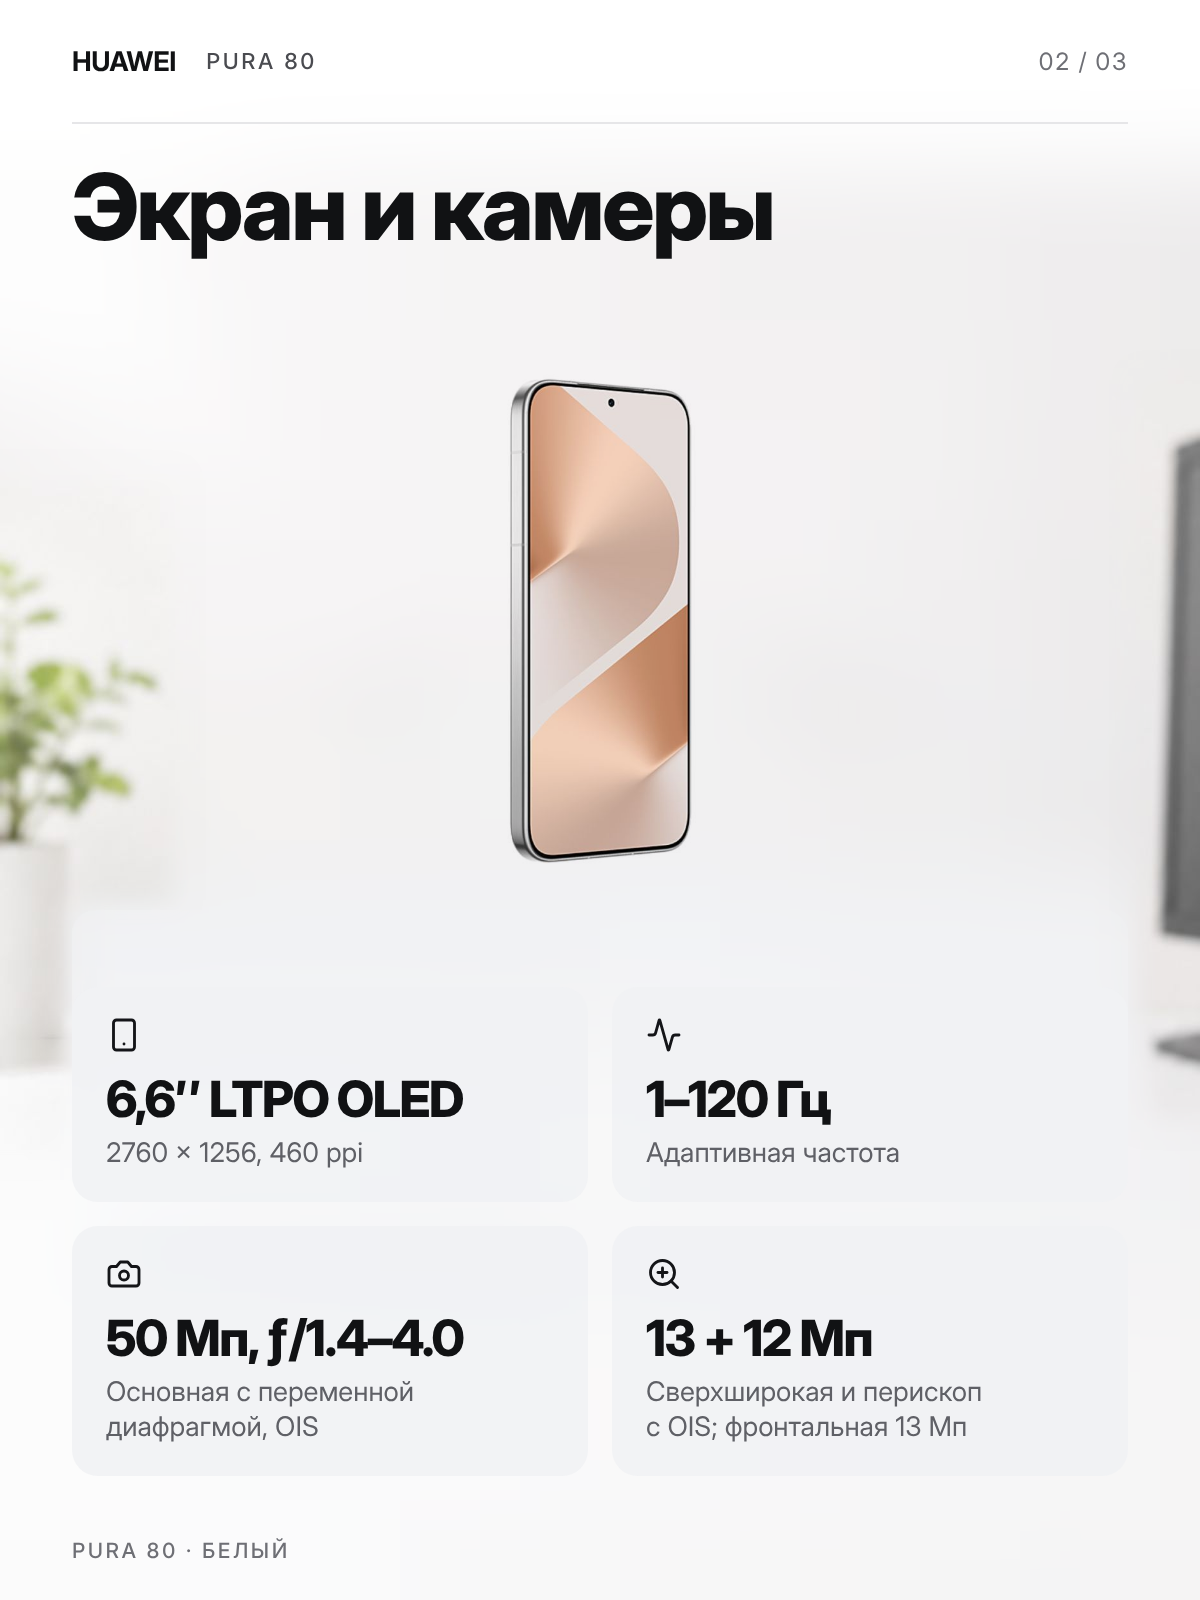 HUAWEI PURA 80 02 / 03
Экран и камеры
6,6″ LTPO OLED
2760 × 1256, 460 ppi
1–120 Гц
Адаптивная частота
50 Мп, ƒ/1.4–4.0
Основная с переменной
диафрагмой, OIS
13 + 12 Мп
Сверхширокая и перископ
с OIS; фронтальная 13 Мп
PURA 80 · БЕЛЫЙ